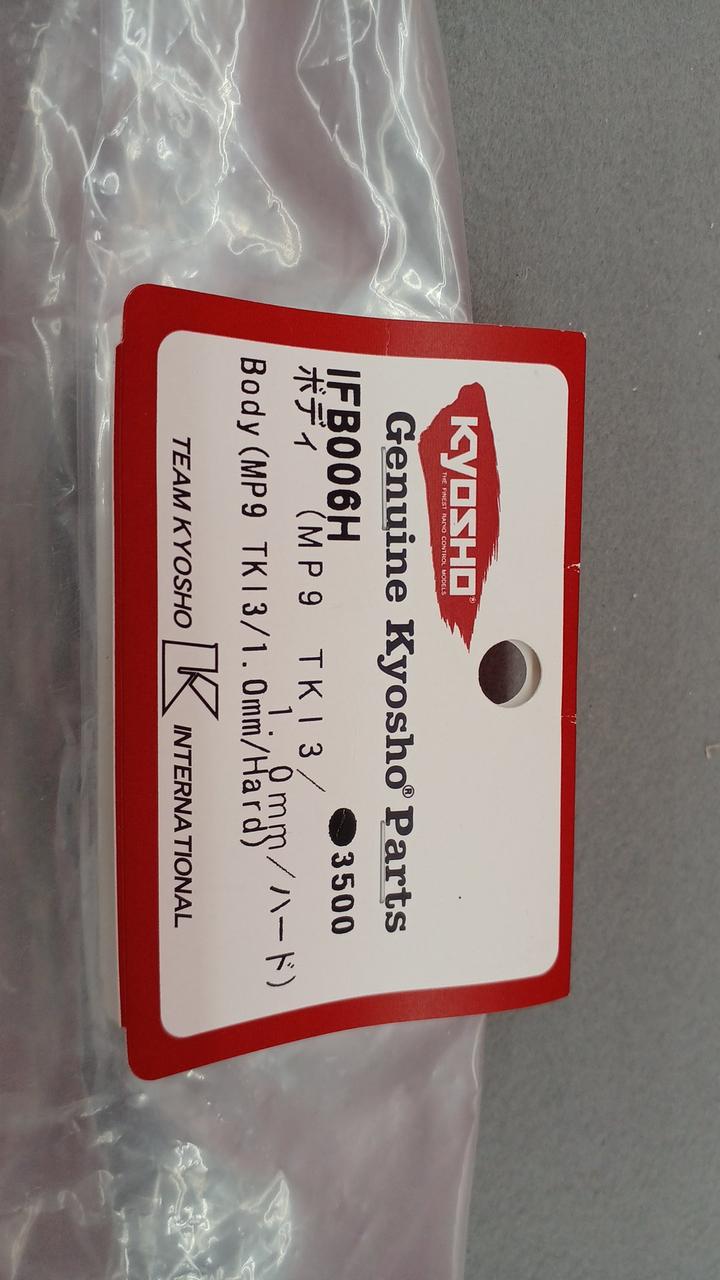 KYOSHO®
THE FINEST RADIO CONTROL MODELS
Genuine Kyosho® Parts
IFB006H ●3500
ボディ (MP9 TKI3/
1.0mm/ハード)
Body(MP9 TKI3/1.0mm/Hard)
TEAM KYOSHO K INTERNATIONAL